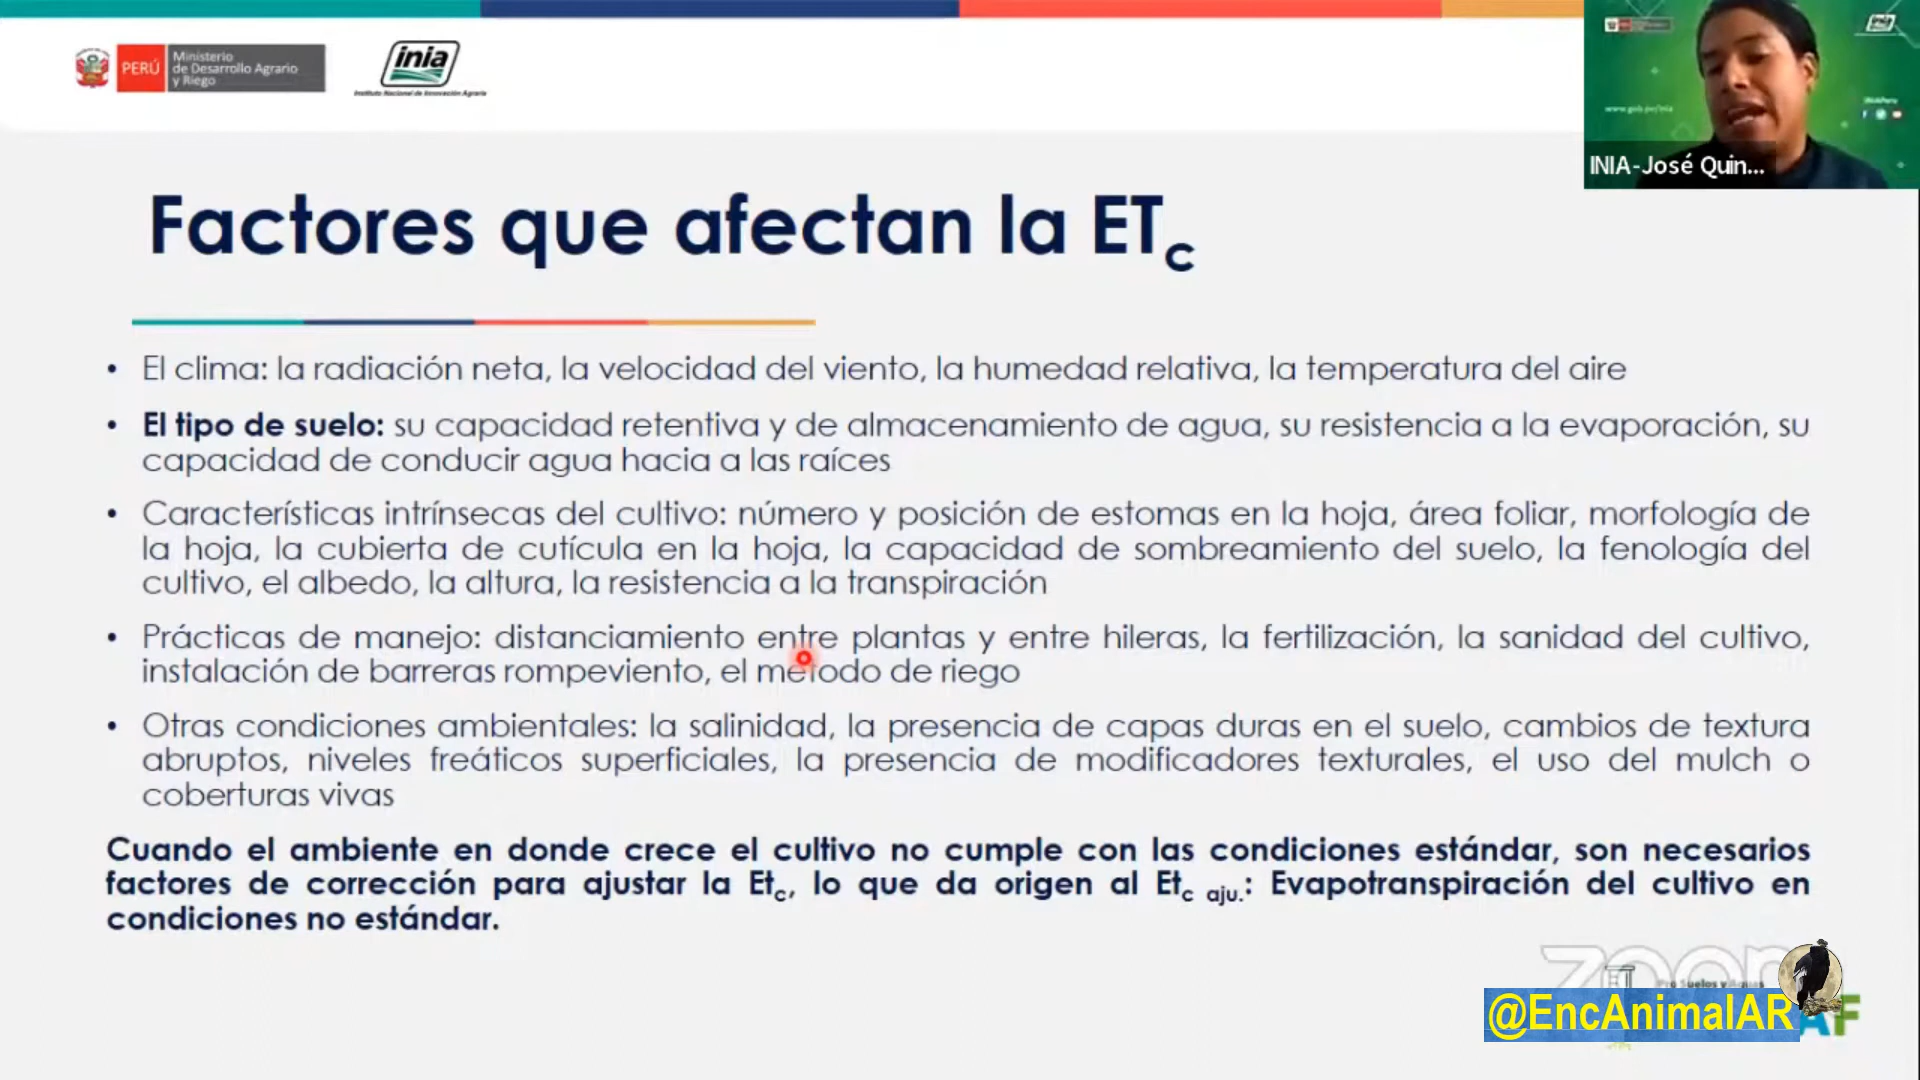 PERÚ
Ministerio
de Desarrollo Agrario
y Riego
inia
Instituto Nacional de Innovación Agraria
INIA-José Quin...
Factores que afectan la ETc
• El clima: la radiación neta, la velocidad del viento, la humedad relativa, la temperatura del aire
• El tipo de suelo: su capacidad retentiva y de almacenamiento de agua, su resistencia a la evaporación, su
capacidad de conducir agua hacia a las raíces
• Características intrínsecas del cultivo: número y posición de estomas en la hoja, área foliar, morfología de
la hoja, la cubierta de cutícula en la hoja, la capacidad de sombreamiento del suelo, la fenología del
cultivo, el albedo, la altura, la resistencia a la transpiración
• Prácticas de manejo: distanciamiento entre plantas y entre hileras, la fertilización, la sanidad del cultivo,
instalación de barreras rompeviento, el método de riego
• Otras condiciones ambientales: la salinidad, la presencia de capas duras en el suelo, cambios de textura
abruptos, niveles freáticos superficiales, la presencia de modificadores texturales, el uso del mulch o
coberturas vivas
Cuando el ambiente en donde crece el cultivo no cumple con las condiciones estándar, son necesarios
factores de corrección para ajustar la Etc, lo que da origen al Etc aju.: Evapotranspiración del cultivo en
condiciones no estándar.
zoom
Pro Suelos y Aguas
@EncAnimalAR
AF